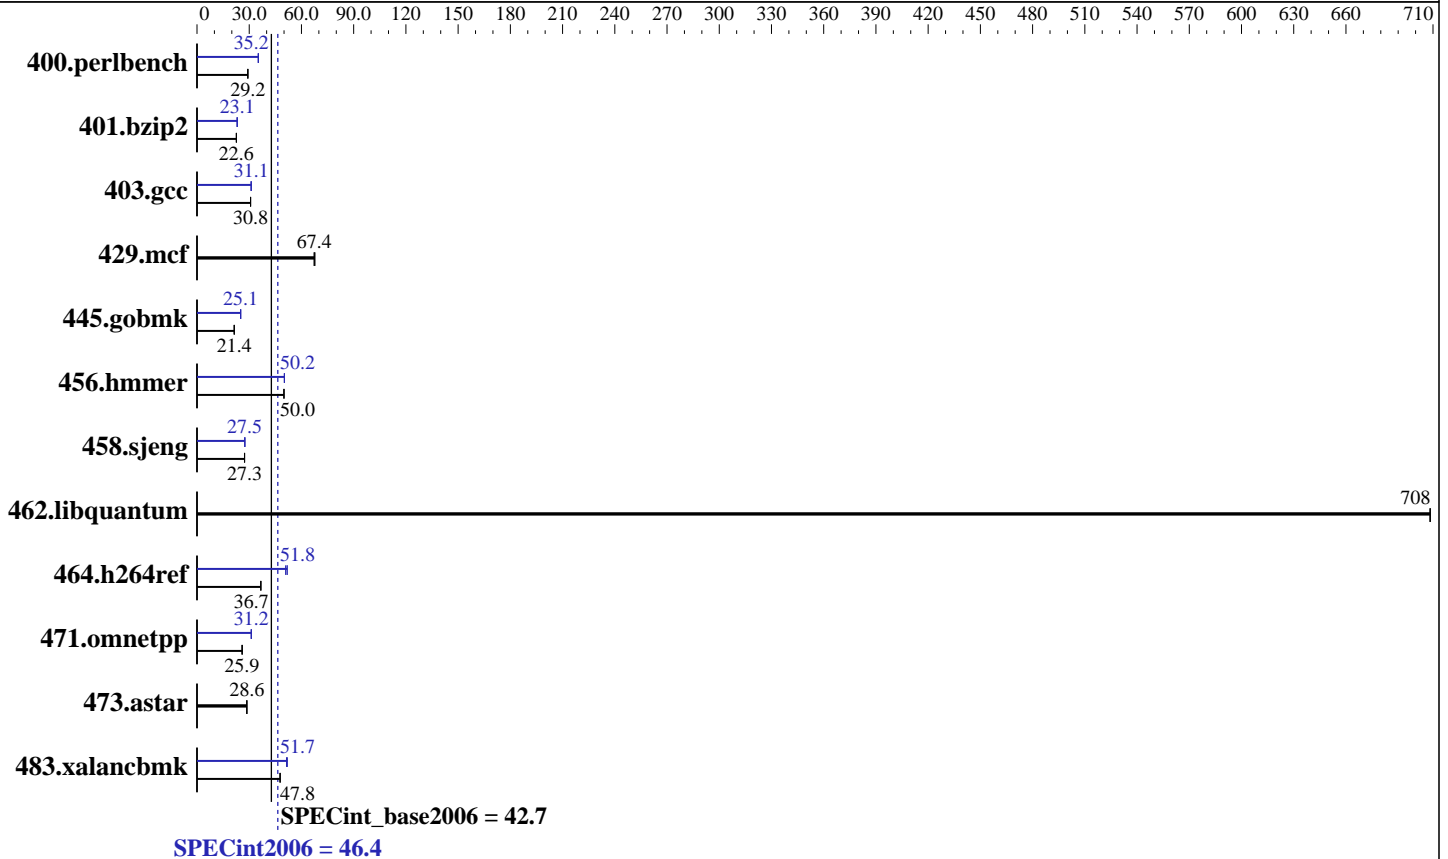 0 30.0 60.0 90.0 120 150 180 210 240 270 300 330 360 390 420 450 480 510 540 570 600 630 660 710
35.2
400.perlbench
29.2
23.1
401.bzip2
22.6
31.1
403.gcc
30.8
67.4
429.mcf
25.1
445.gobmk
21.4
50.2
456.hmmer
50.0
27.5
458.sjeng
27.3
708
462.libquantum
51.8
464.h264ref
36.7
31.2
471.omnetpp
25.9
28.6
473.astar
51.7
483.xalancbmk
47.8
SPECint_base2006 = 42.7
SPECint2006 = 46.4